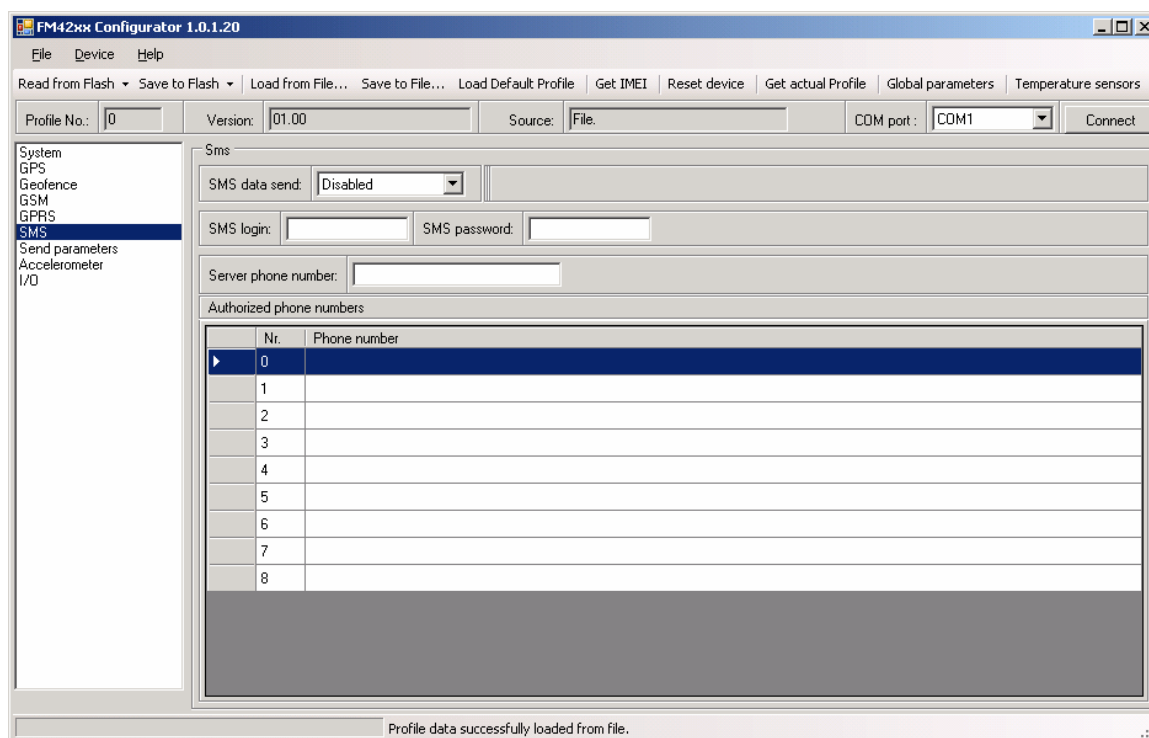 FM42xx Configurator 1.0.1.20
File Device Help
Read from Flash Save to Flash Load from File... Save to File... Load Default Profile Get IMEI Reset device Get actual Profile Global parameters Temperature sensors
Profile No.: 0 Version: 01.00 Source: File. COM port : COM1 Connect
System
GPS
Geofence
GSM
GPRS
SMS
Send parameters
Accelerometer
I/O
Sms
SMS data send: Disabled
SMS login: SMS password:
Server phone number:
Authorized phone numbers
Nr. Phone number
0
1
2
3
4
5
6
7
8
Profile data successfully loaded from file.